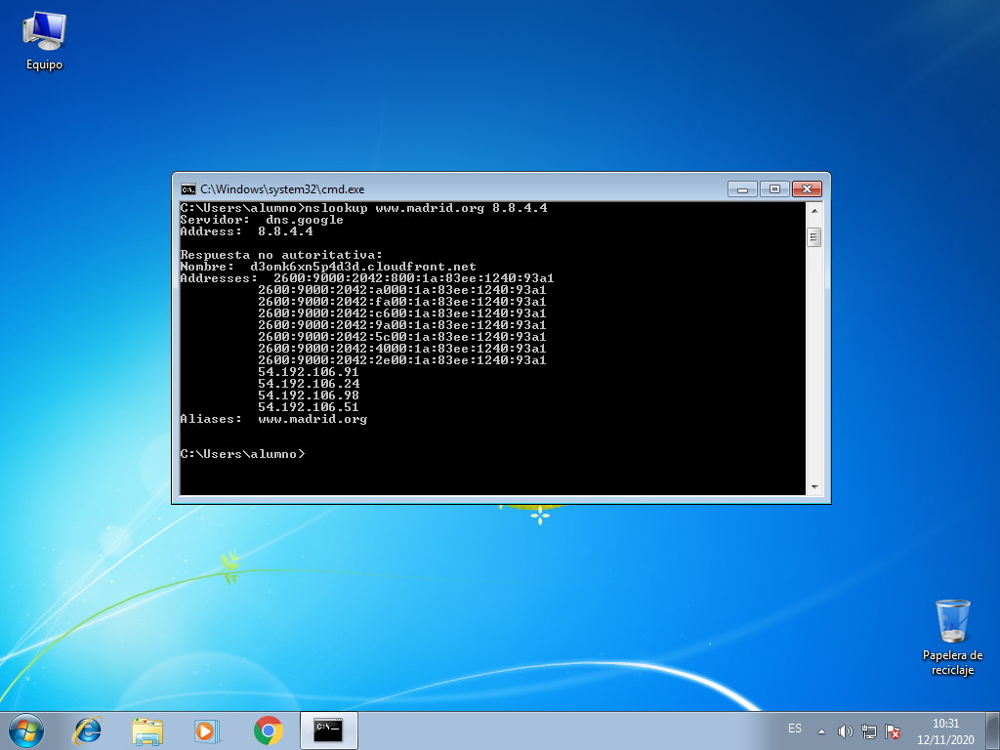 Equipo
C:\Windows\system32\cmd.exe
C:\Users\alumno>nslookup www.madrid.org 8.8.4.4
Servidor:  dns.google
Address:  8.8.4.4
Respuesta no autoritativa:
Nombre:  d3omk6xn5p4d3d.cloudfront.net
Addresses:  2600:9000:2042:800:1a:83ee:1240:93a1
2600:9000:2042:a000:1a:83ee:1240:93a1
2600:9000:2042:fa00:1a:83ee:1240:93a1
2600:9000:2042:c600:1a:83ee:1240:93a1
2600:9000:2042:9a00:1a:83ee:1240:93a1
2600:9000:2042:5c00:1a:83ee:1240:93a1
2600:9000:2042:4000:1a:83ee:1240:93a1
2600:9000:2042:2e00:1a:83ee:1240:93a1
54.192.106.91
54.192.106.24
54.192.106.98
54.192.106.51
Aliases:  www.madrid.org
C:\Users\alumno>
Papelera de
reciclaje
ES
10:31
12/11/2020